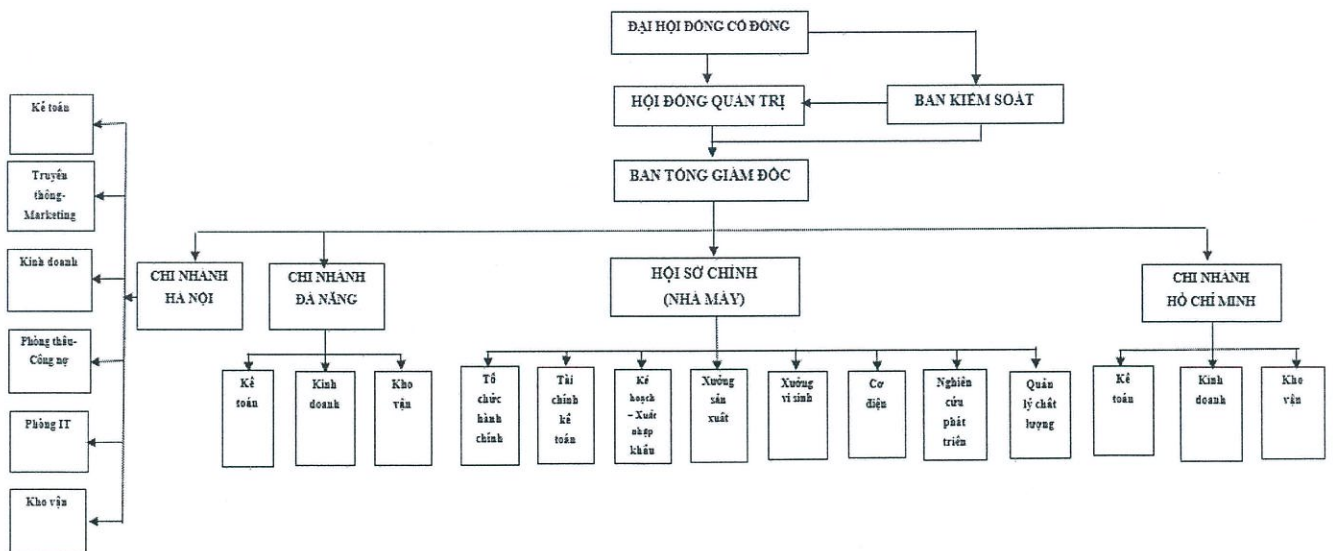 ĐẠI HỘI ĐỒNG CỔ ĐÔNG
HỘI ĐỒNG QUẢN TRỊ
BAN KIỂM SOÁT
BAN TỔNG GIÁM ĐỐC
CHI NHÁNH
HÀ NỘI
CHI NHÁNH
ĐÀ NẴNG
HỘI SỞ CHÍNH
(NHÀ MÁY)
CHI NHÁNH
HỒ CHÍ MINH
Kế toán
Truyền
thông-
Marketing
Kinh doanh
Phòng thầu-
Công nợ
Phòng IT
Kho vận
Kế
toán
Kinh
doanh
Kho
vận
Tổ
chức
hành
chính
Tài
chính
kế
toán
Kế
hoạch
– Xuất
nhập
khẩu
Xưởng
sản
xuất
Xưởng
vi sinh
Cơ
điện
Nghiên
cứu
phát
triển
Quản
lý chất
lượng
Kế
toán
Kinh
doanh
Kho
vận